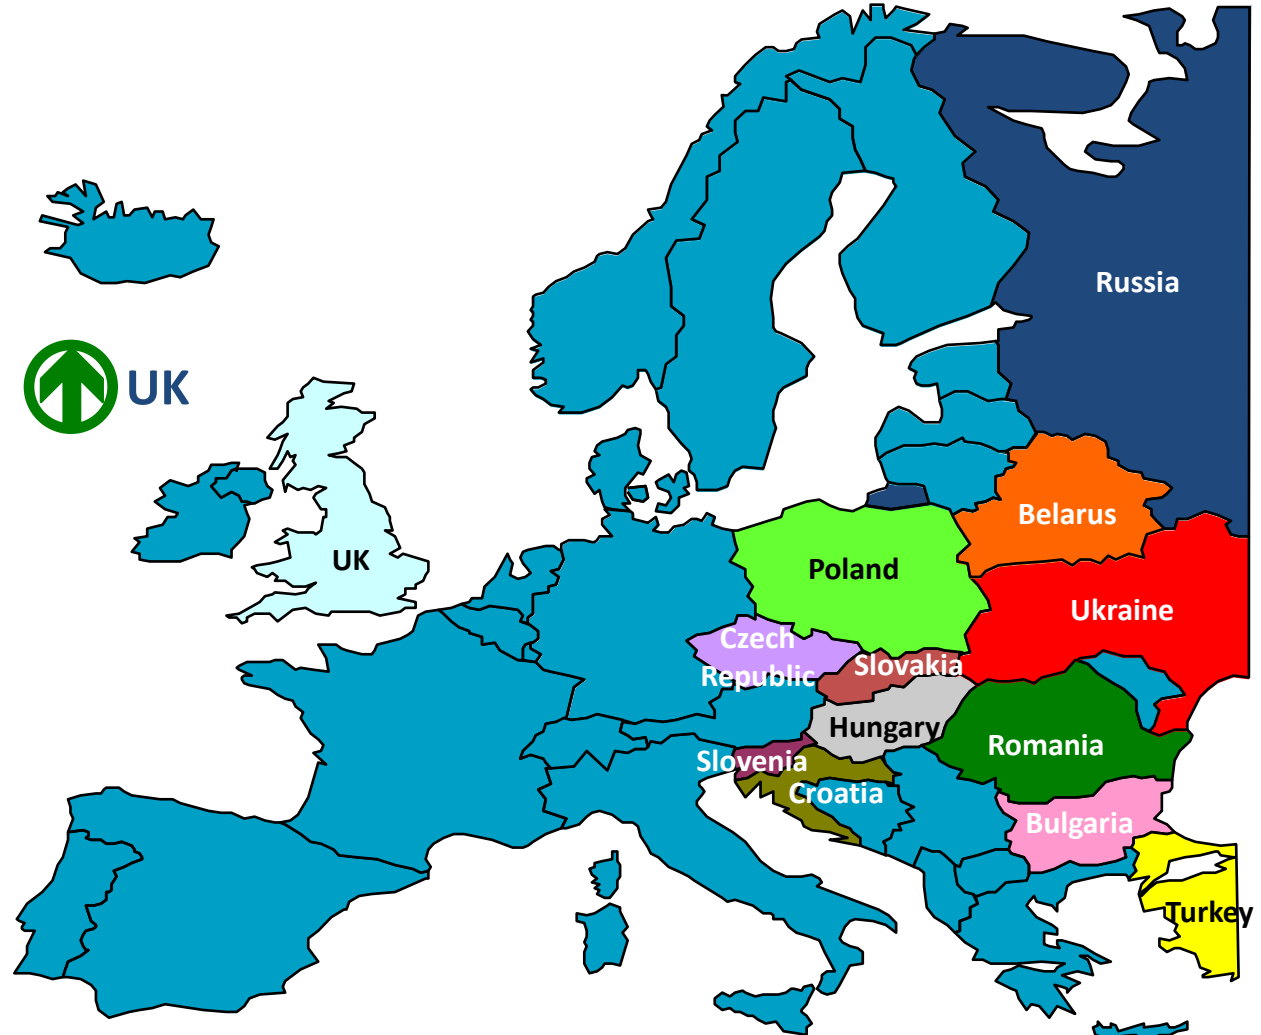 Russia
UK
Belarus
UK
Poland
Ukraine
Czech
Republic
Slovakia
Hungary
Romania
Slovenia
Croatia
Bulgaria
Turkey